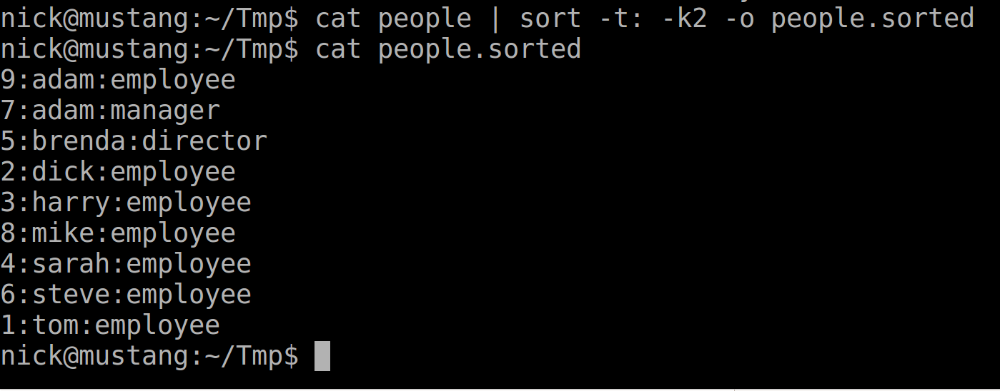 nick@mustang:~/Tmp$ cat people | sort -t: -k2 -o people.sorted
nick@mustang:~/Tmp$ cat people.sorted
9:adam:employee
7:adam:manager
5:brenda:director
2:dick:employee
3:harry:employee
8:mike:employee
4:sarah:employee
6:steve:employee
1:tom:employee
nick@mustang:~/Tmp$